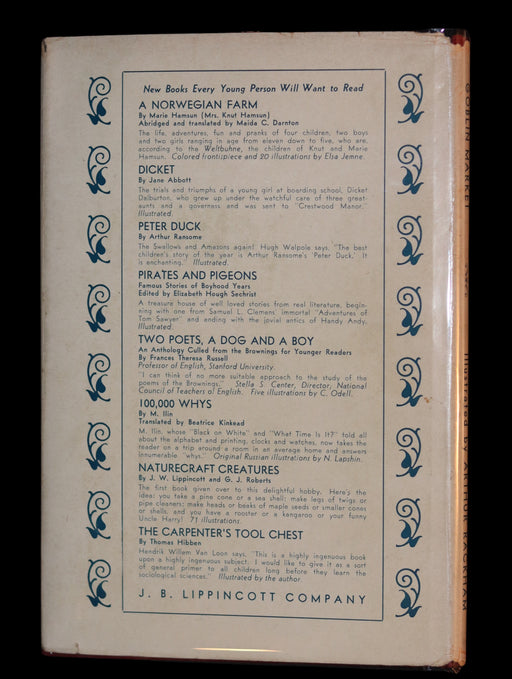 New Books Every Young Person Will Want to Read
A NORWEGIAN FARM
By Marie Hamsun (Mrs. Knut Hamsun)
Abridged and translated by Maida C. Darnton
The life, adventures, fun and pranks of four children, two boys
and two girls ranging in age from eleven down to five, who are,
according to the Weltbuhne, the children of Knut and Marie
Hamsun. Colored frontispiece and 20 illustrations by Elsa Jemne.
DICKET
By Jane Abbott
The trials and triumphs of a young girl at boarding school. Dicket
Dalburton, who grew up under the watchful care of three great-
aunts and a governess and was sent to "Crestwood Manor."
Illustrated.
PETER DUCK
By Arthur Ransome
The Swallows and Amazons again! Hugh Walpole says, "The best
children's story of the year is Arthur Ransome's 'Peter Duck.' It
is enchanting." Illustrated.
PIRATES AND PIGEONS
Famous Stories of Boyhood Years
Edited by Elizabeth Hough Sechrist
A treasure house of well loved stories from real literature, begin-
ning with one from Samuel L. Clemens' immortal "Adventures of
Tom Sawyer" and ending with the jovial antics of Handy Andy.
Illustrated.
TWO POETS, A DOG AND A BOY
An Anthology Culled from the Brownings for Younger Readers
By Frances Theresa Russell
Professor of English, Stanford University.
"I can think of no more suitable approach to the study of the
poems of the Brownings." Stella S. Center, Director, National
Council of Teachers of English. Five illustrations by C. Odell.
100,000 WHYS
By M. Ilin
Translated by Beatrice Kinkead
M. Ilin, whose "Black on White" and "What Time Is It?" told all
about the alphabet and printing, clocks and watches, now takes the
reader on a trip around a room in an average home and answers
innumerable "whys." Original Russian illustrations by N. Lapshin.
NATURECRAFT CREATURES
By J. W. Lippincott and G. J. Roberts
The first book given over to this delightful hobby. Here's the
idea: you take a pine cone or a sea shell; make legs of twigs or
pipe cleaners; make heads or beaks of maple seeds or smaller cones
or shells, and you have a rooster or a kangaroo or your funny
Uncle Harry! 71 illustrations.
THE CARPENTER'S TOOL CHEST
By Thomas Hibben
Hendrik Willem Van Loon says, "This is a highly ingenious book
upon a highly ingenious subject. I would like to give it as a sort
of general primer to all children long before they learn the
sociological sciences." Illustrated by the author.
J. B. LIPPINCOTT COMPANY
GOBLIN MARKET
Illustrated by ARTHUR RACKHAM